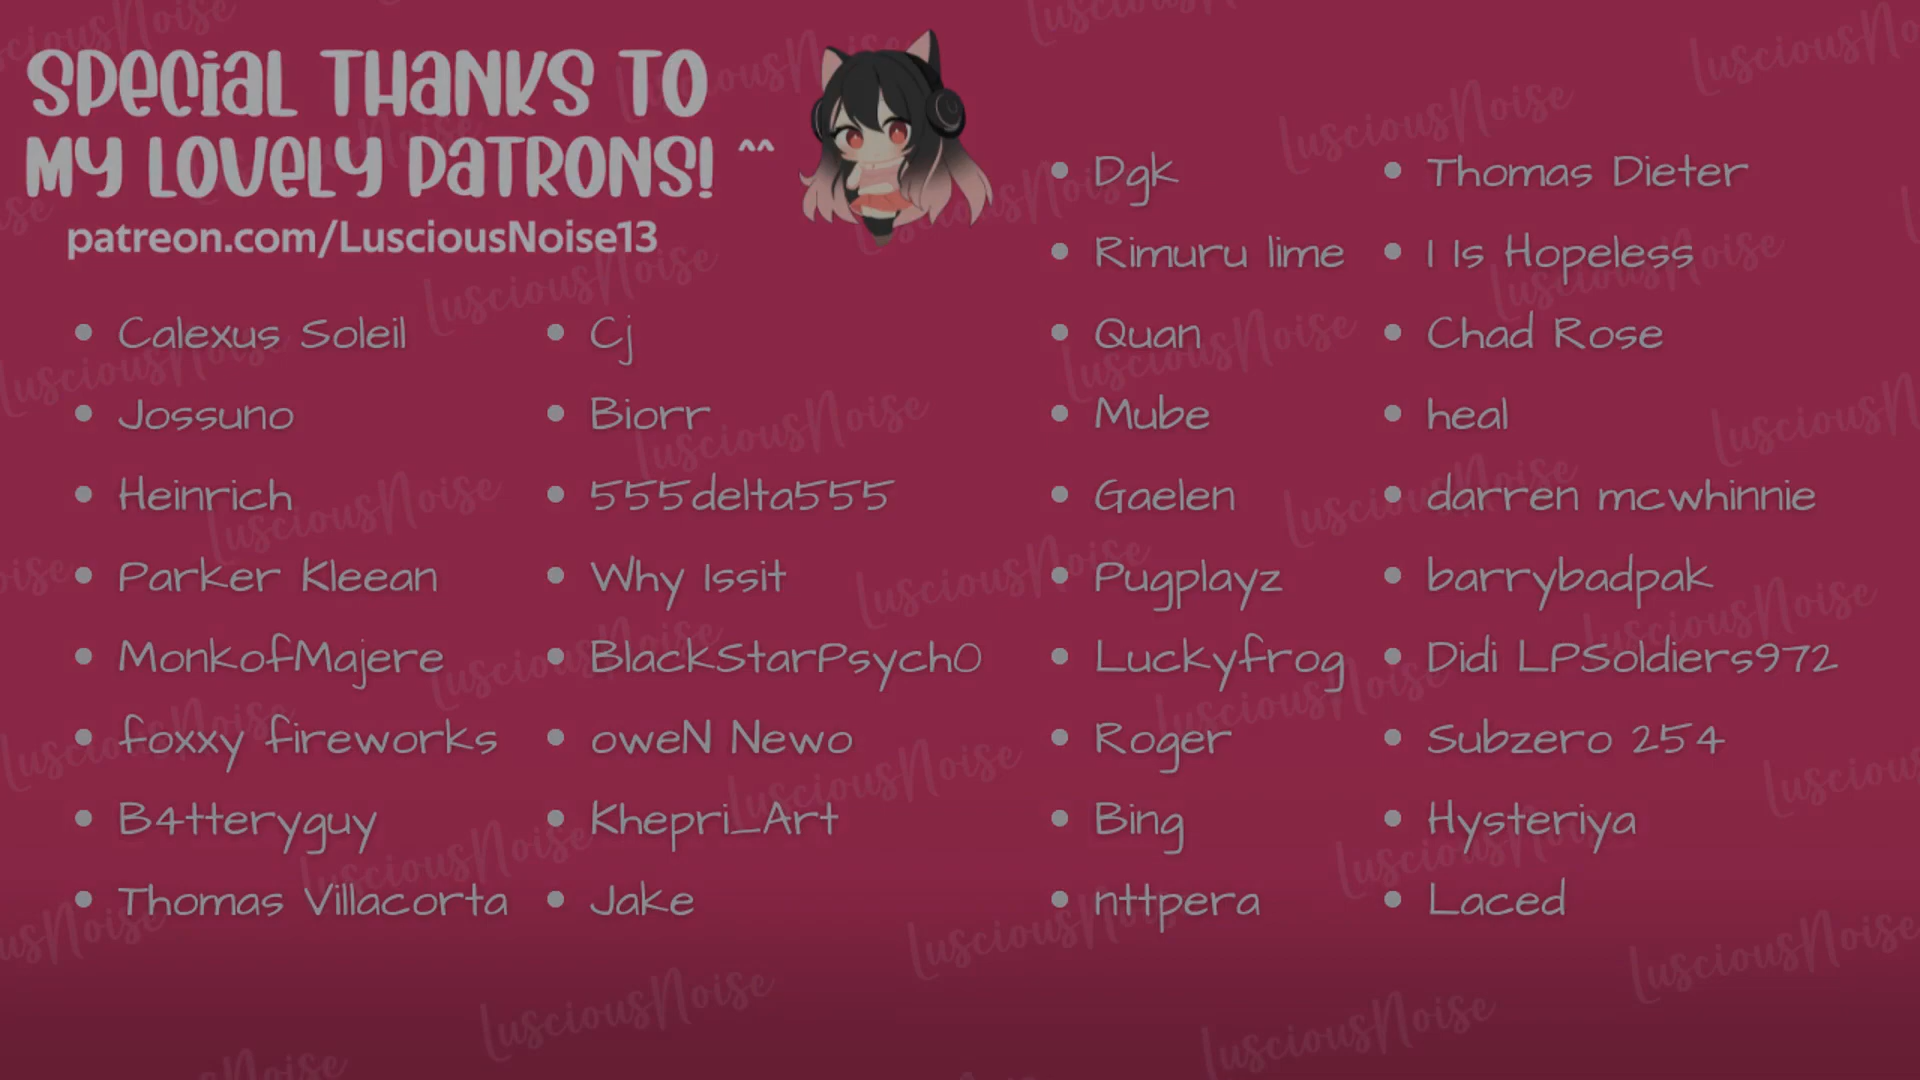 SPECIAL THANKS TO
MY LOVELY PATRONS! ^^
patreon.com/LusciousNoise13
Calexus Soleil
Jossuno
Heinrich
Parker Kleean
MonkofMajere
foxxy fireworks
B4tteryguy
Thomas Villacorta
Cj
Biorr
555delta555
Why Issit
BlackStarPsych0
oweN Newo
Khepri_Art
Jake
Dgk
Rimuru lime
Quan
Mube
Gaelen
Pugplayz
Luckyfrog
Roger
Bing
nttpera
Thomas Dieter
I Is Hopeless
Chad Rose
heal
darren mcwhinnie
barrybadpak
Didi LPSoldiers972
Subzero 254
Hysteriya
Laced
LusciousNoise